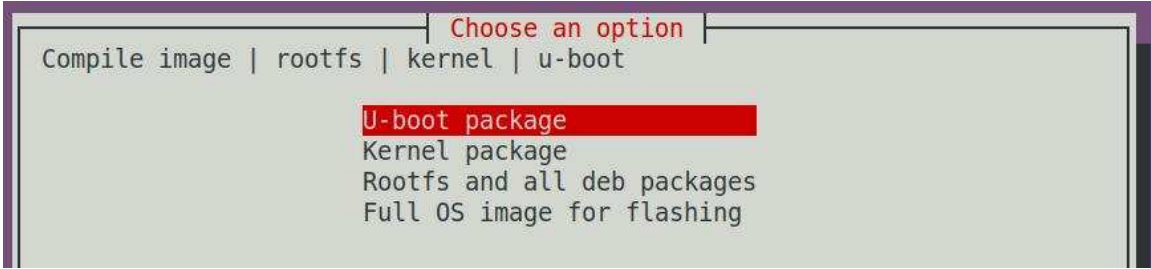 Choose an option
Compile image | rootfs | kernel | u-boot
U-boot package
Kernel package
Rootfs and all deb packages
Full OS image for flashing